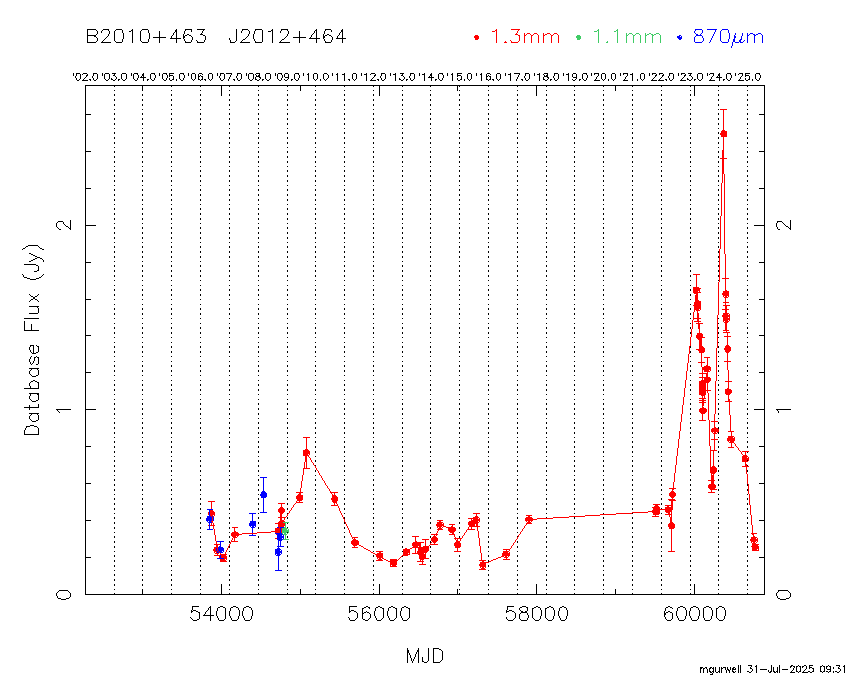 B2010+463 J2012+464 1.3mm 1.1mm 870μm
'02.0 '03.0 '04.0 '05.0 '06.0 '07.0 '08.0 '09.0 '10.0 '11.0 '12.0 '13.0 '14.0 '15.0 '16.0 '17.0 '18.0 '19.0 '20.0 '21.0 '22.0 '23.0 '24.0 '25.0
2 2
Database Flux (Jy)
1 1
0 0
54000 56000 58000 60000
MJD
mgurwell 31-Jul-2025 09:31